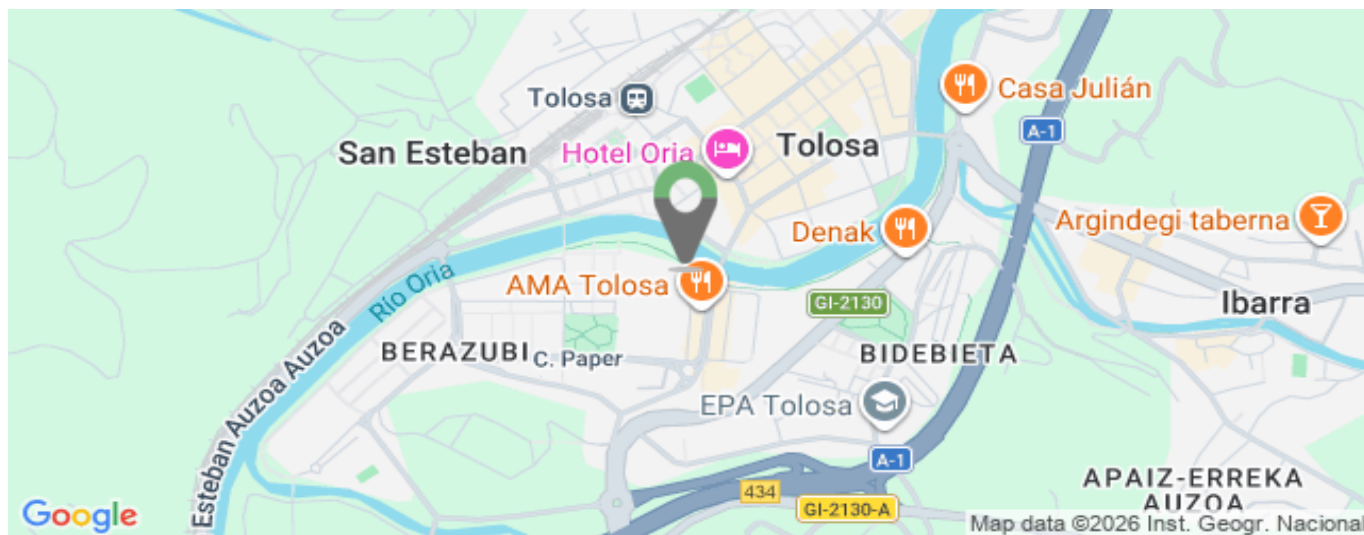 Tolosa
Casa Julián
A-1
San Esteban
Hotel Oria
Tolosa
Argindegi taberna
Denak
Río Oria
AMA Tolosa
GI-2130
Ibarra
BERAZUBI
C. Paper
BIDEBIETA
Esteban Auzoa Auzoa
EPA Tolosa
A-1
434
GI-2130-A
APAIZ-ERREKA
AUZOA
Google
Map data ©2026 Inst. Geogr. Nacional